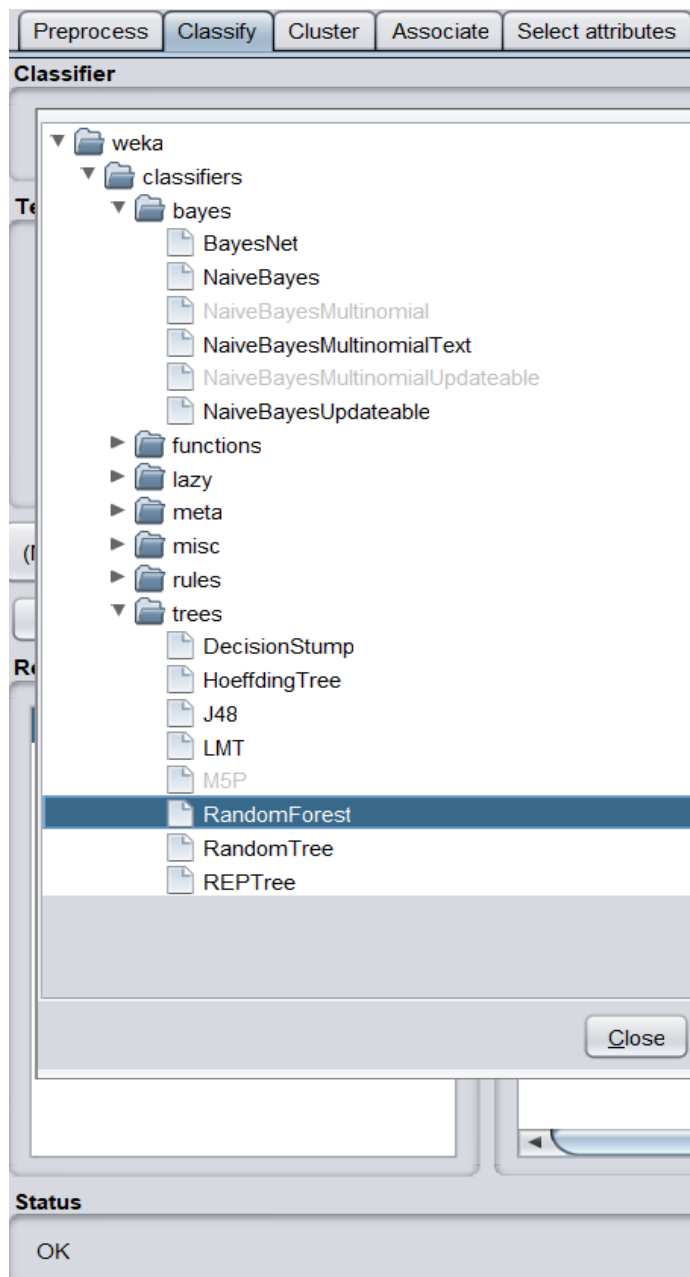 Preprocess Classify Cluster Associate Select attributes
Classifier
weka
classifiers
bayes
BayesNet
NaiveBayes
NaiveBayesMultinomial
NaiveBayesMultinomialText
NaiveBayesMultinomialUpdateable
NaiveBayesUpdateable
functions
lazy
meta
misc
rules
trees
DecisionStump
HoeffdingTree
J48
LMT
M5P
RandomForest
RandomTree
REPTree
Close
Status
OK